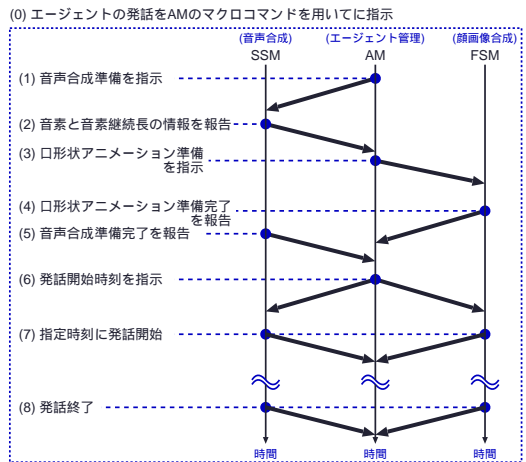 (0) エージェントの発話をAMのマクロコマンドを用いてに指示
(音声合成) (エージェント管理) (顔画像合成)
SSM AM FSM
(1) 音声合成準備を指示
(2) 音素と音素継続長の情報を報告
(3) 口形状アニメーション準備
を指示
(4) 口形状アニメーション準備完了
を報告
(5) 音声合成準備完了を報告
(6) 発話開始時刻を指示
(7) 指定時刻に発話開始
(8) 発話終了
時間 時間 時間